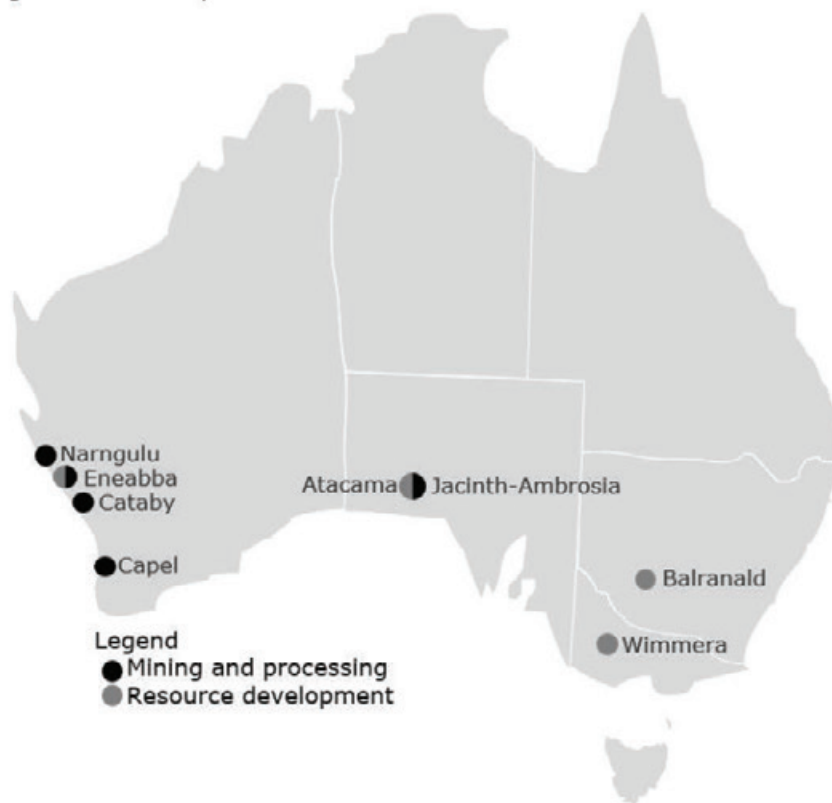 Narngulu
Eneabba
Cataby
Capel
Atacama Jacinth-Ambrosia
Balranald
Wimmera
Legend
Mining and processing
Resource development